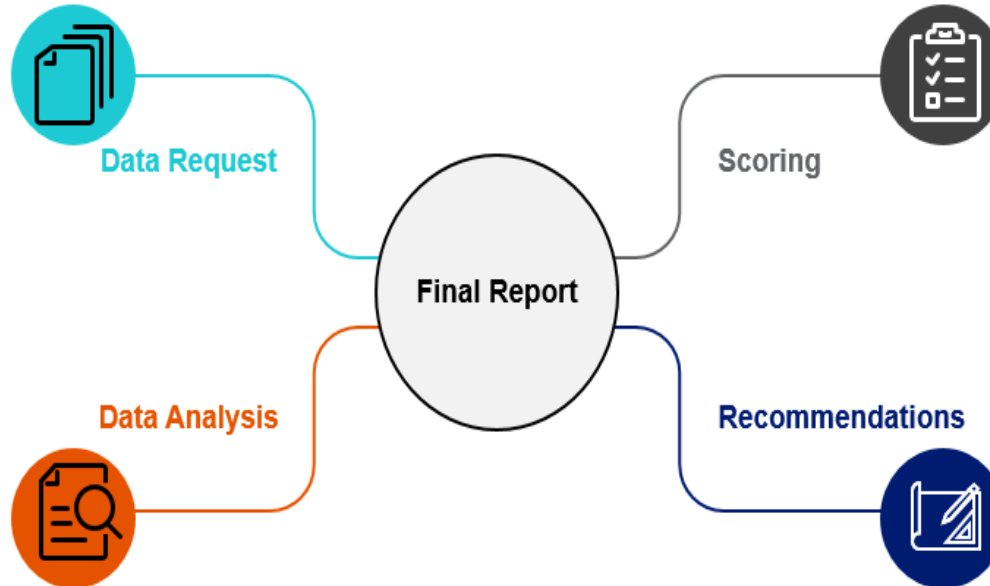 Data Request
Scoring
Final Report
Data Analysis
Recommendations